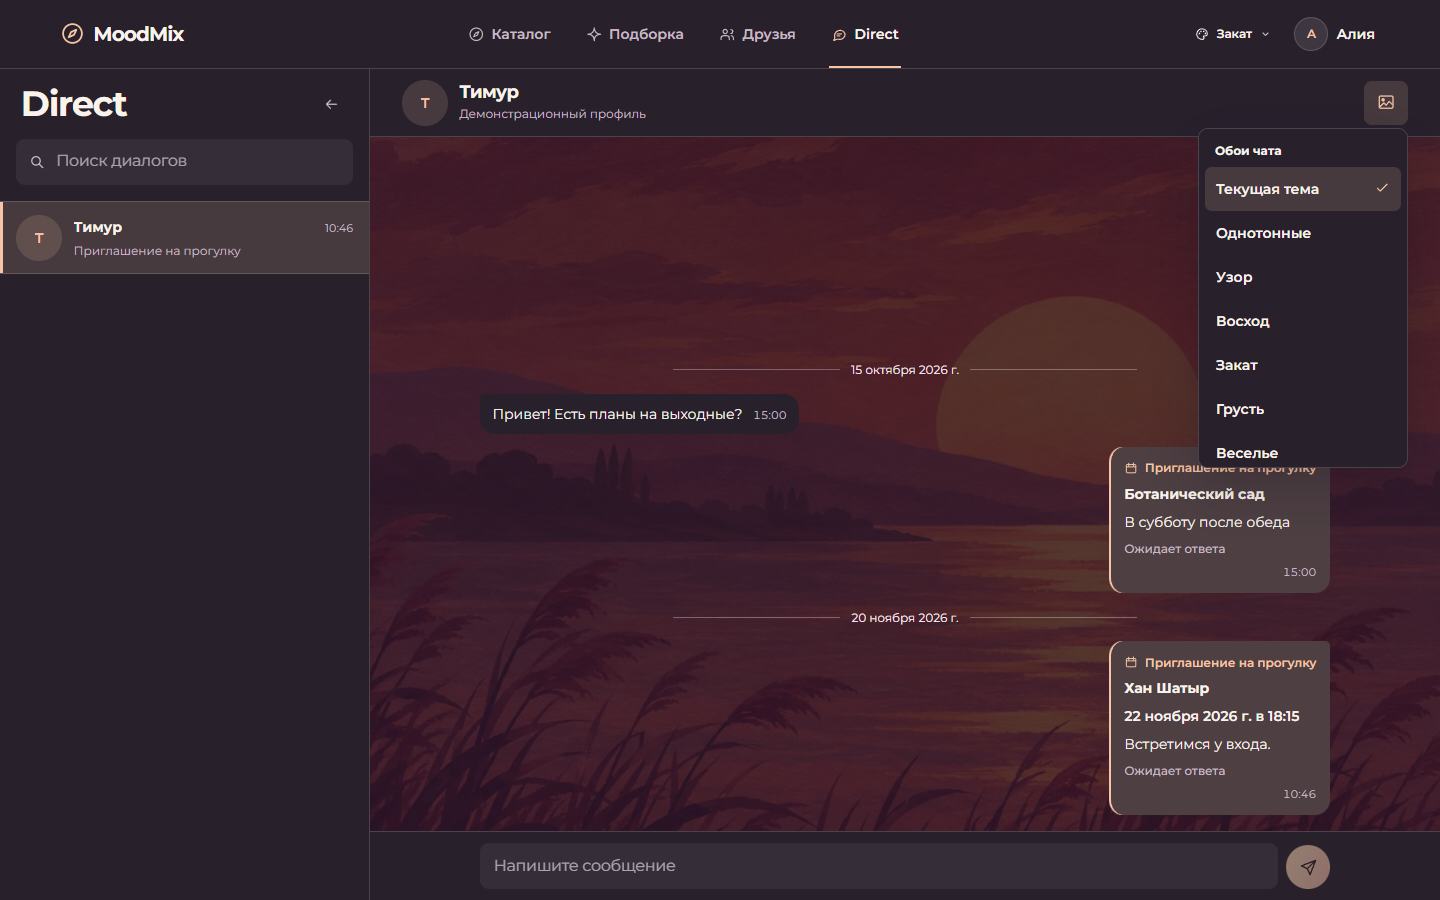 MoodMix
Каталог
Подборка
Друзья
Direct
Закат
А
Алия
Direct
Поиск диалогов
Т
Тимур
10:46
Приглашение на прогулку
Т
Тимур
Демонстрационный профиль
Обои чата
Текущая тема
Однотонные
Узор
Восход
Закат
Грусть
Веселье
15 октября 2026 г.
Привет! Есть планы на выходные? 15:00
Приглашение на прогулку
Ботанический сад
В субботу после обеда
Ожидает ответа
15:00
20 ноября 2026 г.
Приглашение на прогулку
Хан Шатыр
22 ноября 2026 г. в 18:15
Встретимся у входа.
Ожидает ответа
10:46
Напишите сообщение